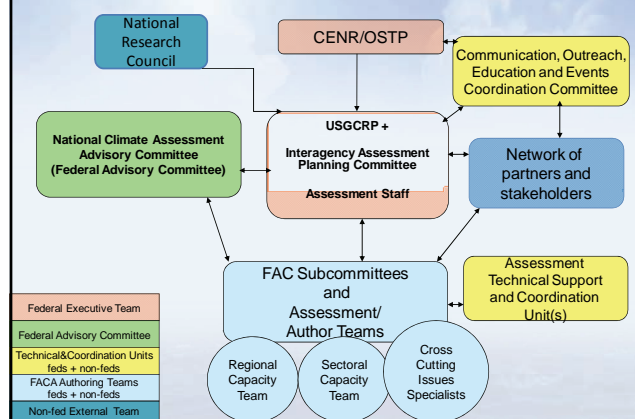 National
Research
Council
CENR/OSTP
Communication, Outreach,
Education and Events
Coordination Committee
National Climate Assessment
Advisory Committee
(Federal Advisory Committee)
USGCRP +
Interagency Assessment
Planning Committee
Assessment Staff
Network of
partners and
stakeholders
FAC Subcommittees
and
Assessment/
Author Teams
Assessment
Technical Support
and Coordination
Unit(s)
Regional
Capacity
Team
Sectoral
Capacity
Team
Cross
Cutting
Issues
Specialists
Federal Executive Team
Federal Advisory Committee
Technical&Coordination Units
feds + non-feds
FACA Authoring Teams
feds + non-feds
Non-fed External Team